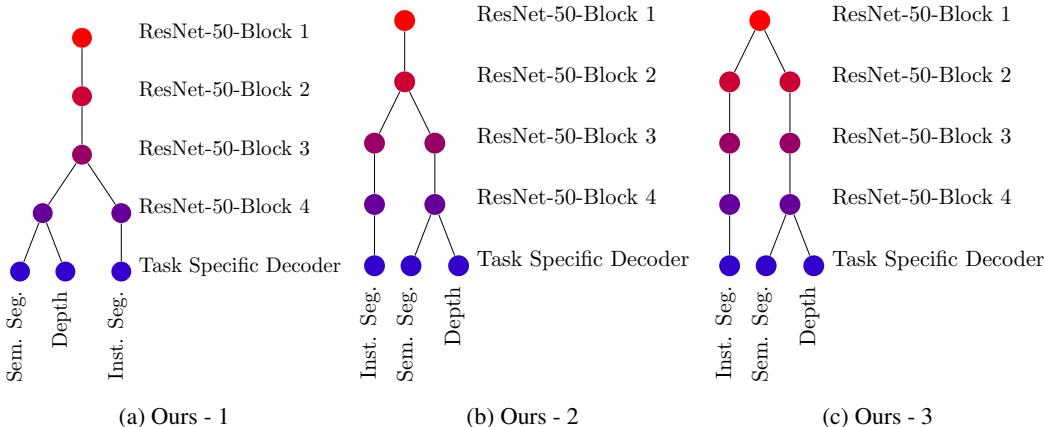 ResNet-50-Block 1
ResNet-50-Block 2
ResNet-50-Block 3
ResNet-50-Block 4
Task Specific Decoder
Sem. Seg.
Depth
Inst. Seg.
(a) Ours - 1
ResNet-50-Block 1
ResNet-50-Block 2
ResNet-50-Block 3
ResNet-50-Block 4
Task Specific Decoder
Inst. Seg.
Sem. Seg.
Depth
(b) Ours - 2
ResNet-50-Block 1
ResNet-50-Block 2
ResNet-50-Block 3
ResNet-50-Block 4
Task Specific Decoder
Inst. Seg.
Sem. Seg.
Depth
(c) Ours - 3